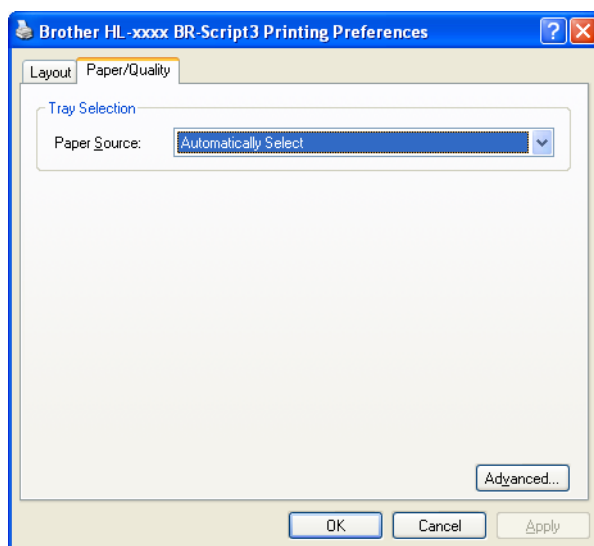 Brother HL-xxxx BR-Script3 Printing Preferences
Layout Paper/Quality
Tray Selection
Paper Source: Automatically Select
Advanced...
OK Cancel Apply